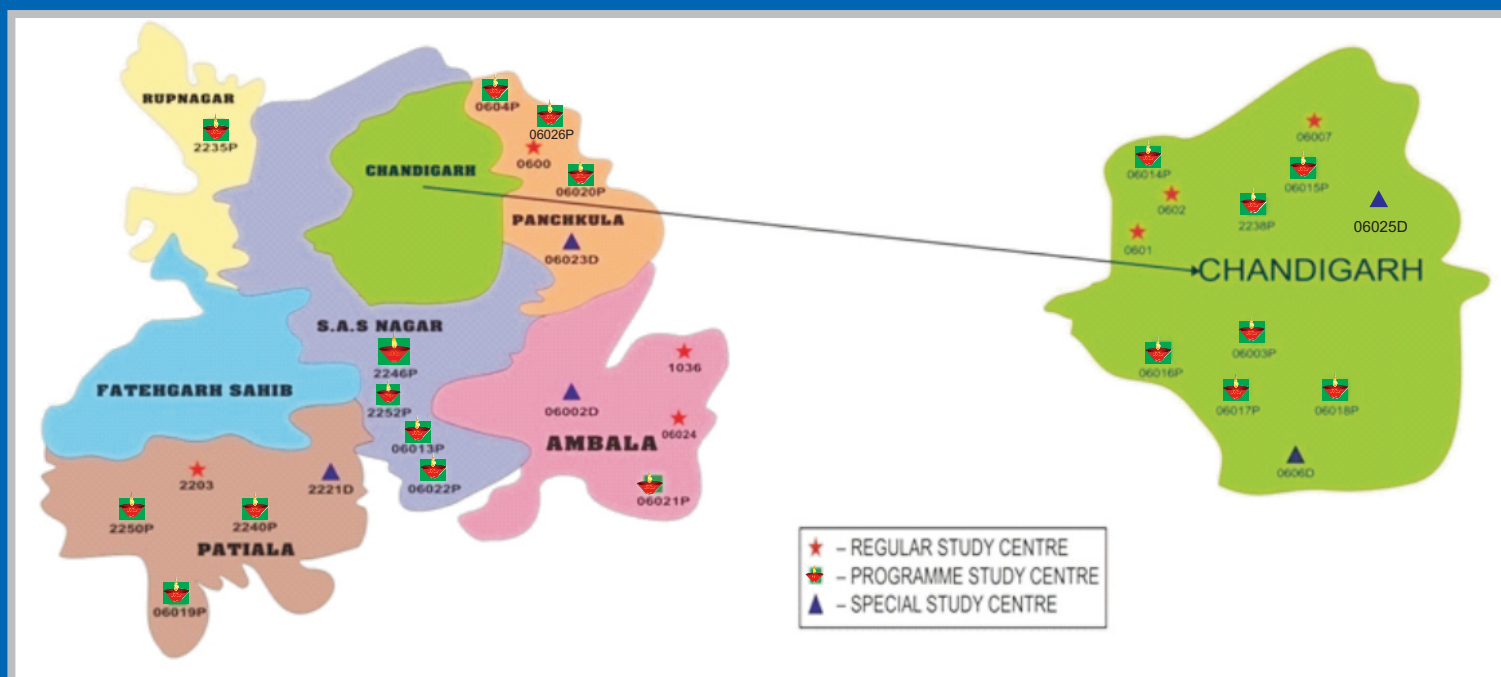 RUPNAGAR
2235P
0604P
06026P
0600
06020P
CHANDIGARH
PANCHKULA
06023D
S.A.S NAGAR
2246P
2252P
06013P
06022P
FATEHGARH SAHIB
1036
06002D
06024
AMBALA
06021P
2203
2221D
2250P
2240P
PATIALA
06019P
06007
06014P
06015P
0602
2238P
06025D
0601
CHANDIGARH
06003P
06016P
06017P
06018P
0606D
– REGULAR STUDY CENTRE
– PROGRAMME STUDY CENTRE
– SPECIAL STUDY CENTRE